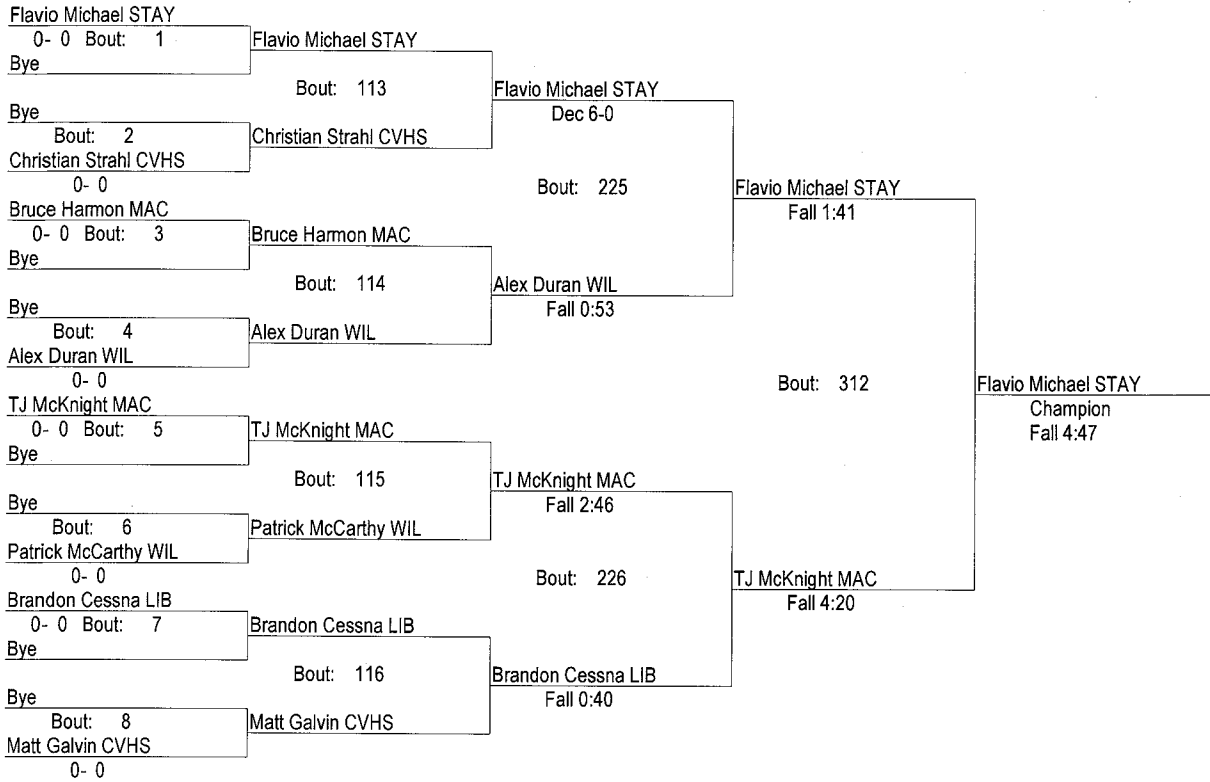 Flavio Michael STAY
0- 0 Bout: 1
Bye
Bye
Bout: 2
Christian Strahl CVHS
0- 0
Bruce Harmon MAC
0- 0 Bout: 3
Bye
Bye
Bout: 4
Alex Duran WIL
0- 0
TJ McKnight MAC
0- 0 Bout: 5
Bye
Bye
Bout: 6
Patrick McCarthy WIL
0- 0
Brandon Cessna LIB
0- 0 Bout: 7
Bye
Bye
Bout: 8
Matt Galvin CVHS
0- 0
Flavio Michael STAY
Bout: 113
Christian Strahl CVHS
Bruce Harmon MAC
Bout: 114
Alex Duran WIL
TJ McKnight MAC
Bout: 115
Patrick McCarthy WIL
Brandon Cessna LIB
Bout: 116
Matt Galvin CVHS
Flavio Michael STAY
Dec 6-0
Bout: 225
Alex Duran WIL
Fall 0:53
TJ McKnight MAC
Fall 2:46
Bout: 226
Brandon Cessna LIB
Fall 0:40
Flavio Michael STAY
Fall 1:41
Bout: 312
TJ McKnight MAC
Fall 4:20
Flavio Michael STAY
Champion
Fall 4:47